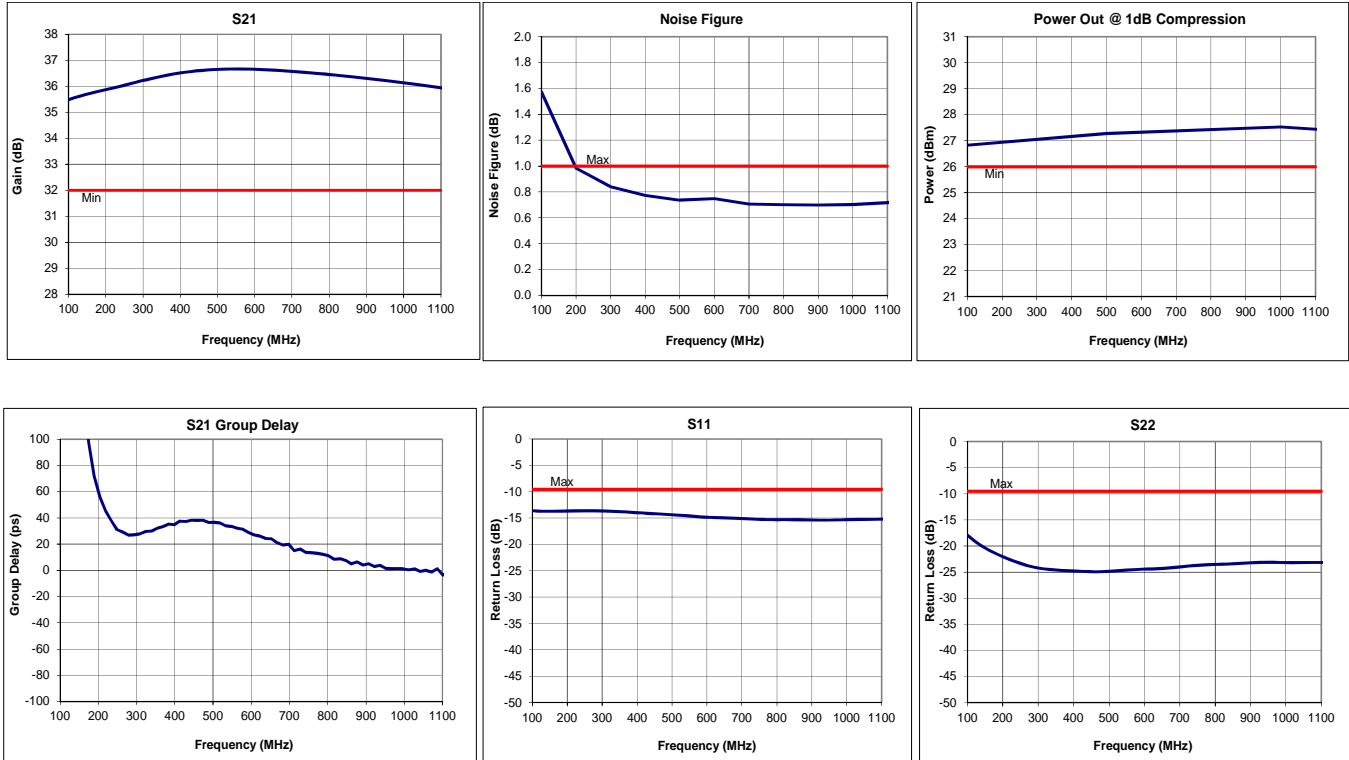 S21
Gain (dB)
38
37
36
35
34
33
32
31
30
29
28
Min
100 200 300 400 500 600 700 800 900 1000 1100
Frequency (MHz)
Noise Figure
Noise Figure (dB)
2.0
1.8
1.6
1.4
1.2
1.0
0.8
0.6
0.4
0.2
0.0
Max
100 200 300 400 500 600 700 800 900 1000 1100
Frequency (MHz)
Power Out @ 1dB Compression
Power (dBm)
31
30
29
28
27
26
25
24
23
22
21
Min
100 200 300 400 500 600 700 800 900 1000 1100
Frequency (MHz)
S21 Group Delay
Group Delay (ps)
100
80
60
40
20
0
-20
-40
-60
-80
-100
100 200 300 400 500 600 700 800 900 1000 1100
Frequency (MHz)
S11
Return Loss (dB)
0
-5
-10
-15
-20
-25
-30
-35
-40
-45
-50
Max
100 200 300 400 500 600 700 800 900 1000 1100
Frequency (MHz)
S22
Return Loss (dB)
0
-5
-10
-15
-20
-25
-30
-35
-40
-45
-50
Max
100 200 300 400 500 600 700 800 900 1000 1100
Frequency (MHz)